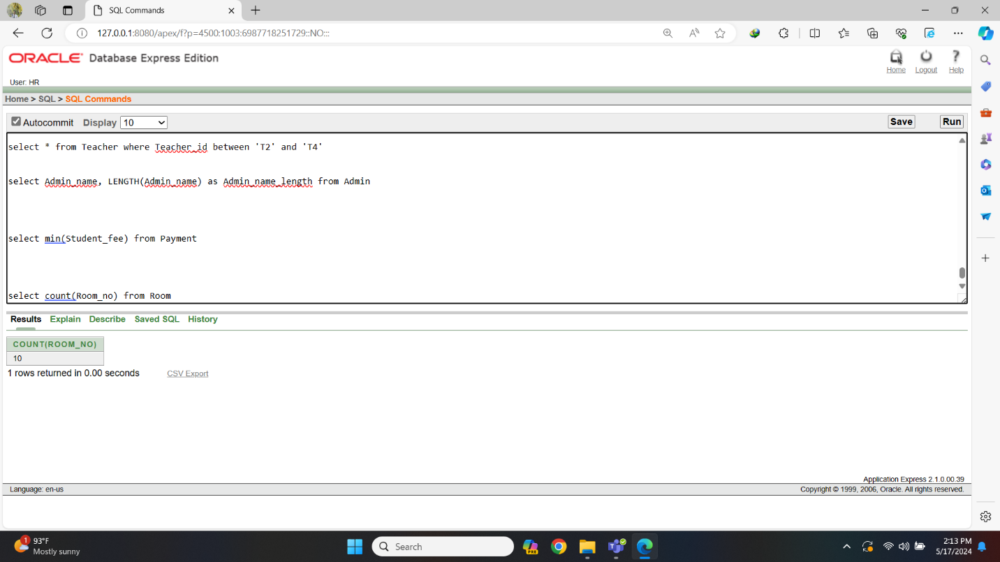 SQL Commands
127.0.0.1:8080/apex/f?p=4500:1003:6987718251729::NO:::
ORACLE Database Express Edition
Home Logout Help
User: HR
Home > SQL > SQL Commands
Autocommit Display 10 Save Run
select * from Teacher where Teacher_id between 'T2' and 'T4'
select Admin_name, LENGTH(Admin_name) as Admin_name_length from Admin
select min(Student_fee) from Payment
select count(Room_no) from Room
Results Explain Describe Saved SQL History
COUNT(ROOM_NO)
10
1 rows returned in 0.00 seconds CSV Export
Application Express 2.1.0.00.39
Language: en-us Copyright © 1999, 2006, Oracle. All rights reserved.
1 93°F
Mostly sunny
Search
PRE
2:13 PM
5/17/2024